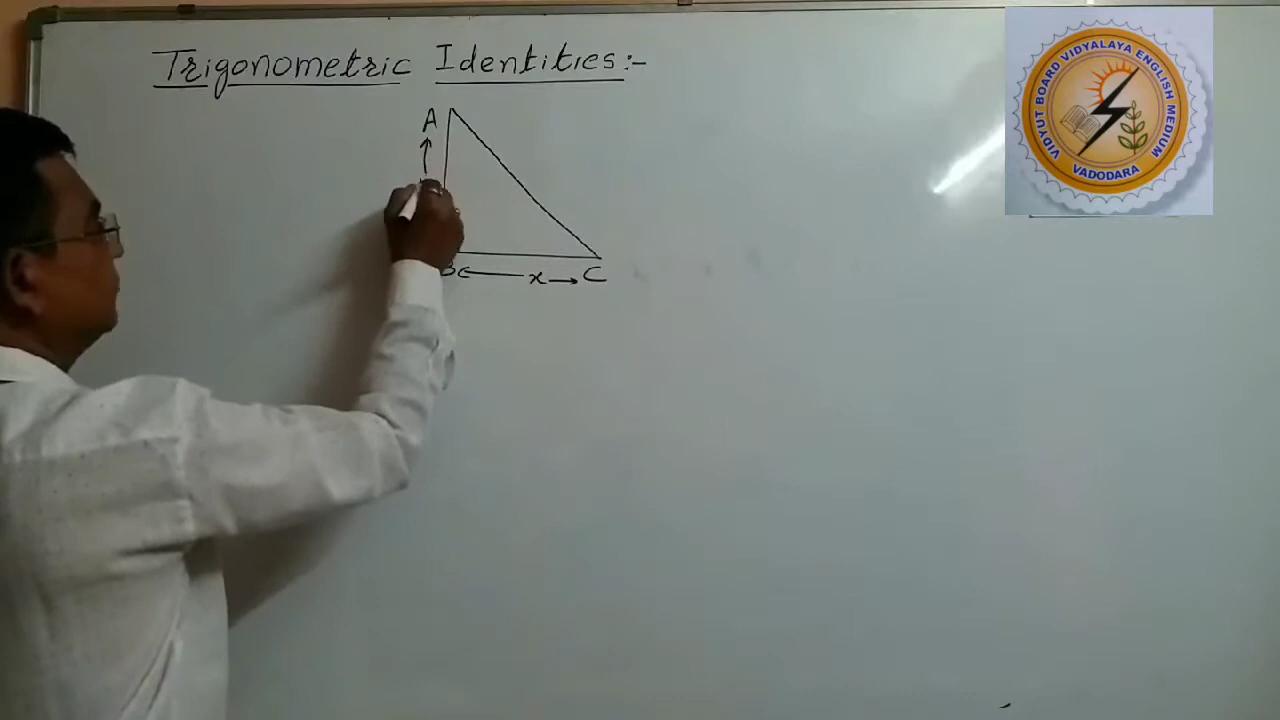 Trigonometric Identities :-
A
B x C
VIDYUT BOARD VIDYALAYA ENGLISH MEDIUM
VADODARA